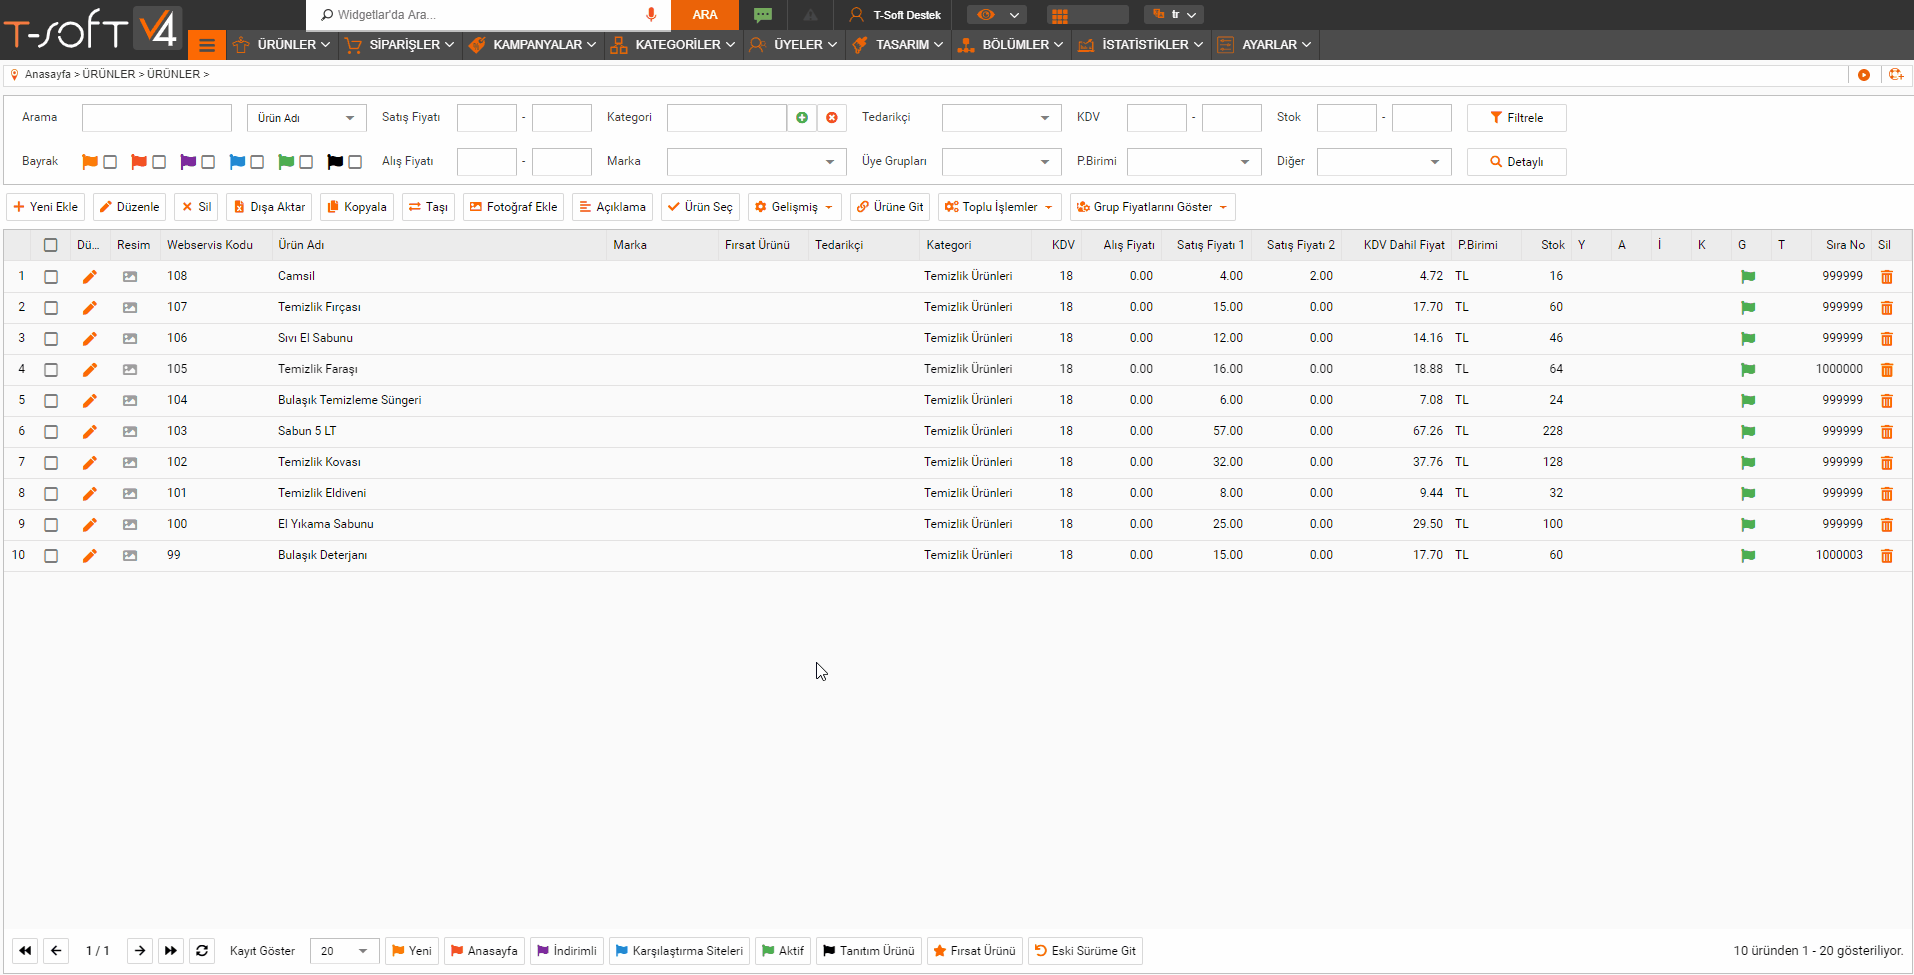 T-SOFT V4
Widgetlar'da Ara...
ARA
T-Soft Destek
tr
ÜRÜNLER SİPARİŞLER KAMPANYALAR KATEGORİLER ÜYELER TASARIM BÖLÜMLER İSTATİSTİKLER AYARLAR
Anasayfa > ÜRÜNLER > ÜRÜNLER >
Arama Ürün Adı Satış Fiyatı - Kategori Tedarikçi KDV - Stok - Filtrele
Bayrak Alış Fiyatı - Marka Üye Grupları P.Birimi Diğer Detaylı
Yeni Ekle Düzenle Sil Dışa Aktar Kopyala Taşı Fotoğraf Ekle Açıklama Ürün Seç Gelişmiş Ürüne Git Toplu İşlemler Grup Fiyatlarını Göster
Dü... Resim Webservis Kodu Ürün Adı Marka Fırsat Ürünü Tedarikçi Kategori KDV Alış Fiyatı Satış Fiyatı 1 Satış Fiyatı 2 KDV Dahil Fiyat P.Birimi Stok Y A İ K G T Sıra No Sil
1 108 Camsil Temizlik Ürünleri 18 0.00 4.00 2.00 4.72 TL 16 999999
2 107 Temizlik Fırçası Temizlik Ürünleri 18 0.00 15.00 0.00 17.70 TL 60 999999
3 106 Sıvı El Sabunu Temizlik Ürünleri 18 0.00 12.00 0.00 14.16 TL 46 999999
4 105 Temizlik Faraşı Temizlik Ürünleri 18 0.00 16.00 0.00 18.88 TL 64 1000000
5 104 Bulaşık Temizleme Süngeri Temizlik Ürünleri 18 0.00 6.00 0.00 7.08 TL 24 999999
6 103 Sabun 5 LT Temizlik Ürünleri 18 0.00 57.00 0.00 67.26 TL 228 999999
7 102 Temizlik Kovası Temizlik Ürünleri 18 0.00 32.00 0.00 37.76 TL 128 999999
8 101 Temizlik Eldiveni Temizlik Ürünleri 18 0.00 8.00 0.00 9.44 TL 32 999999
9 100 El Yıkama Sabunu Temizlik Ürünleri 18 0.00 25.00 0.00 29.50 TL 100 999999
10 99 Bulaşık Deterjanı Temizlik Ürünleri 18 0.00 15.00 0.00 17.70 TL 60 1000003
1 / 1 Kayıt Göster 20 Yeni Anasayfa İndirimli Karşılaştırma Siteleri Aktif Tanıtım Ürünü Fırsat Ürünü Eski Sürüme Git 10 üründen 1 - 20 gösteriliyor.